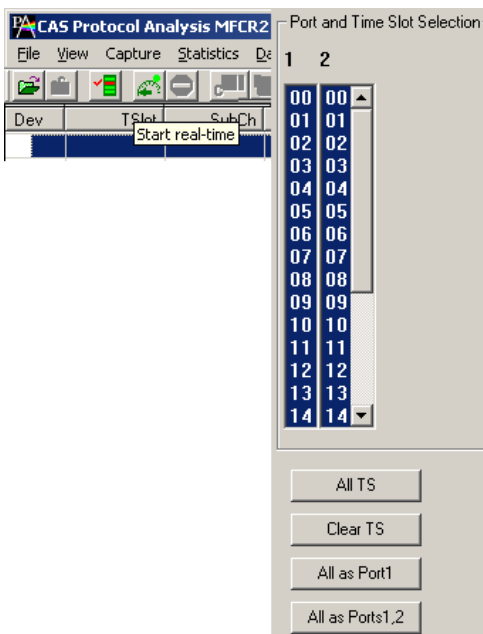 CAS Protocol Analysis MFCR2
File View Capture Statistics Da
Dev TSlot SubCh
Start real-time
Port and Time Slot Selection
1 2
00 00
01 01
02 02
03 03
04 04
05 05
06 06
07 07
08 08
09 09
10 10
11 11
12 12
13 13
14 14
All TS
Clear TS
All as Port1
All as Ports1,2